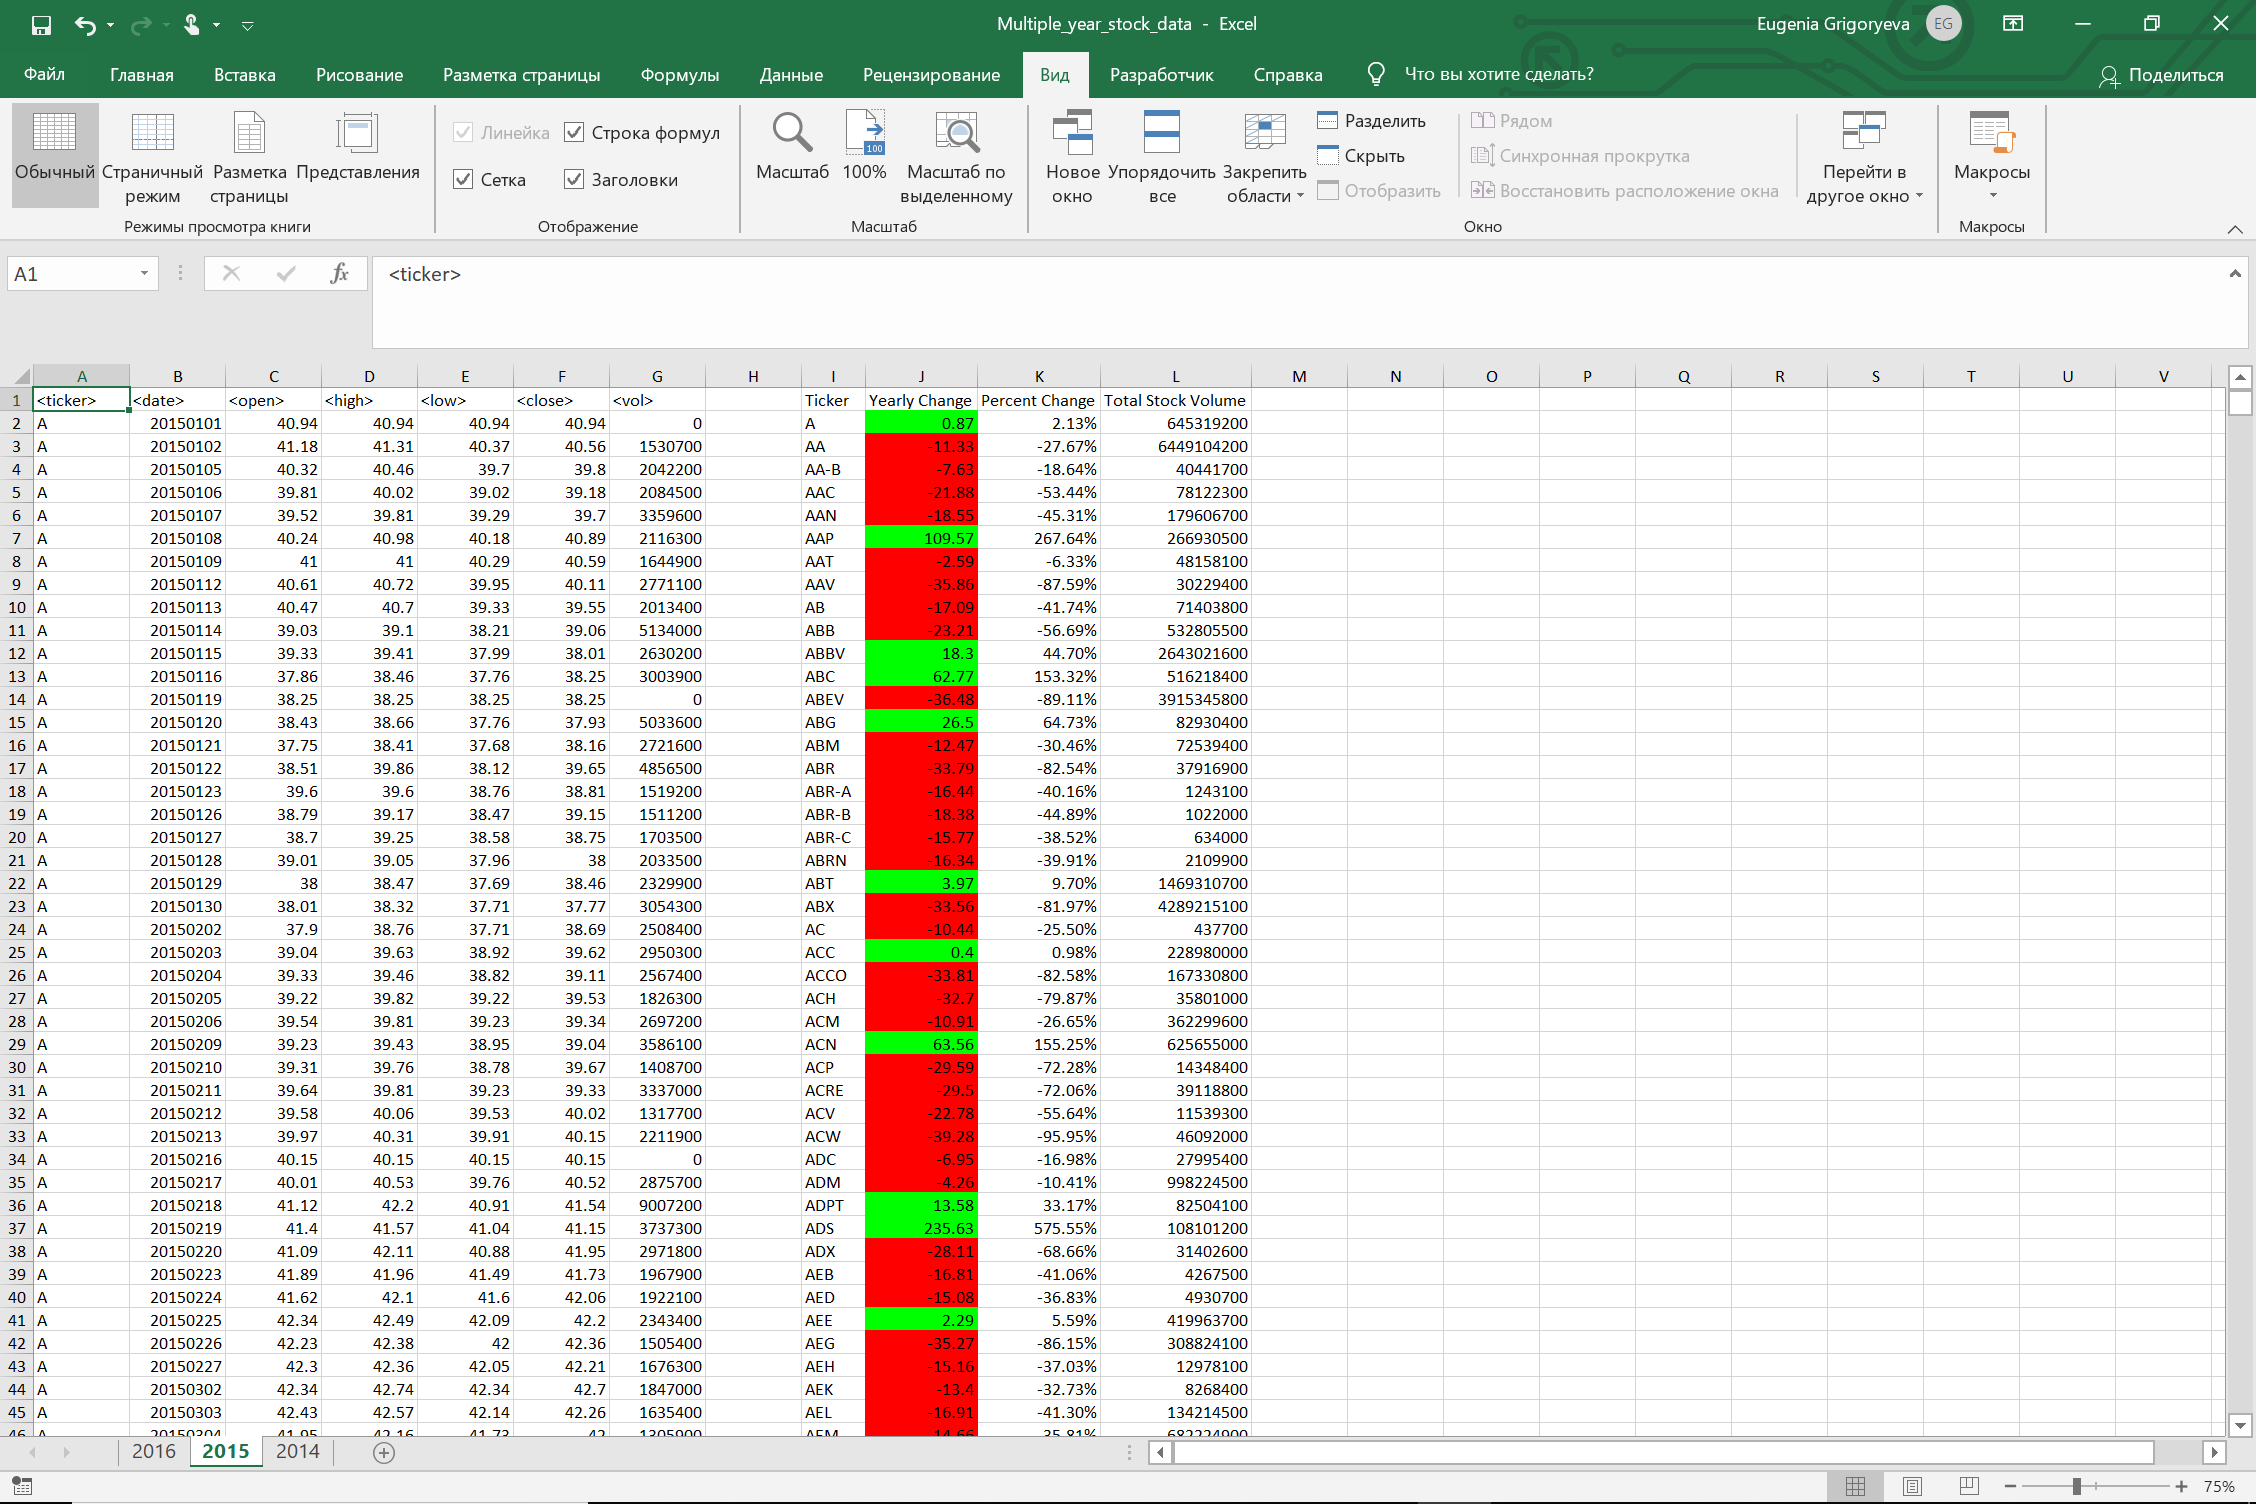 Multiple_year_stock_data - Excel
Eugenia Grigoryeva EG
Файл Главная Вставка Рисование Разметка страницы Формулы Данные Рецензирование Вид Разработчик Справка Что вы хотите сделать? Поделиться
Обычный Страничный режим Разметка страницы Представления
Режимы просмотра книги
Линейка Строка формул
Сетка Заголовки
Отображение
Масштаб 100% Масштаб по выделенному
Масштаб
Новое окно Упорядочить все Закрепить области
Разделить
Скрыть
Отобразить
Рядом
Синхронная прокрутка
Восстановить расположение окна
Перейти в другое окно
Окно
Макросы
Макросы
A1 fx <ticker>
A B C D E F G H I J K L M N O P Q R S T U V
1 <ticker> <date> <open> <high> <low> <close> <vol> Ticker Yearly Change Percent Change Total Stock Volume
2 A 20150101 40.94 40.94 40.94 40.94 0 A 0.87 2.13% 645319200
3 A 20150102 41.18 41.31 40.37 40.56 1530700 AA -11.33 -27.67% 6449104200
4 A 20150105 40.32 40.46 39.7 39.8 2042200 AA-B -7.63 -18.64% 40441700
5 A 20150106 39.81 40.02 39.02 39.18 2084500 AAC -21.88 -53.44% 78122300
6 A 20150107 39.52 39.81 39.29 39.7 3359600 AAN -18.55 -45.31% 179606700
7 A 20150108 40.24 40.98 40.18 40.89 2116300 AAP 109.57 267.64% 266930500
8 A 20150109 41 41 40.29 40.59 1644900 AAT -2.59 -6.33% 48158100
9 A 20150112 40.61 40.72 39.95 40.11 2771100 AAV -35.86 -87.59% 30229400
10 A 20150113 40.47 40.7 39.33 39.55 2013400 AB -17.09 -41.74% 71403800
11 A 20150114 39.03 39.1 38.21 39.06 5134000 ABB -23.21 -56.69% 532805500
12 A 20150115 39.33 39.41 37.99 38.01 2630200 ABBV 18.3 44.70% 2643021600
13 A 20150116 37.86 38.46 37.76 38.25 3003900 ABC 62.77 153.32% 516218400
14 A 20150119 38.25 38.25 38.25 38.25 0 ABEV -36.48 -89.11% 3915345800
15 A 20150120 38.43 38.66 37.76 37.93 5033600 ABG 26.5 64.73% 82930400
16 A 20150121 37.75 38.41 37.68 38.16 2721600 ABM -12.47 -30.46% 72539400
17 A 20150122 38.51 39.86 38.12 39.65 4856500 ABR -33.79 -82.54% 37916900
18 A 20150123 39.6 39.6 38.76 38.81 1519200 ABR-A -16.44 -40.16% 1243100
19 A 20150126 38.79 39.17 38.47 39.15 1511200 ABR-B -18.38 -44.89% 1022000
20 A 20150127 38.7 39.25 38.58 38.75 1703500 ABR-C -15.77 -38.52% 634000
21 A 20150128 39.01 39.05 37.96 38 2033500 ABRN -16.34 -39.91% 2109900
22 A 20150129 38 38.47 37.69 38.46 2329900 ABT 3.97 9.70% 1469310700
23 A 20150130 38.01 38.32 37.71 37.77 3054300 ABX -33.56 -81.97% 4289215100
24 A 20150202 37.9 38.76 37.71 38.69 2508400 AC -10.44 -25.50% 437700
25 A 20150203 39.04 39.63 38.92 39.62 2950300 ACC 0.4 0.98% 228980000
26 A 20150204 39.33 39.46 38.82 39.11 2567400 ACCO -33.81 -82.58% 167330800
27 A 20150205 39.22 39.82 39.22 39.53 1826300 ACH -32.7 -79.87% 35801000
28 A 20150206 39.54 39.81 39.23 39.34 2697200 ACM -10.91 -26.65% 362299600
29 A 20150209 39.23 39.43 38.95 39.04 3586100 ACN 63.56 155.25% 625655000
30 A 20150210 39.31 39.76 38.78 39.67 1408700 ACP -29.59 -72.28% 14348400
31 A 20150211 39.64 39.81 39.23 39.33 3337000 ACRE -29.5 -72.06% 39118800
32 A 20150212 39.58 40.06 39.53 40.02 1317700 ACV -22.78 -55.64% 11539300
33 A 20150213 39.97 40.31 39.91 40.15 2211900 ACW -39.28 -95.95% 46092000
34 A 20150216 40.15 40.15 40.15 40.15 0 ADC -6.95 -16.98% 27995400
35 A 20150217 40.01 40.53 39.76 40.52 2875700 ADM -4.26 -10.41% 998224500
36 A 20150218 41.12 42.2 40.91 41.54 9007200 ADPT 13.58 33.17% 82504100
37 A 20150219 41.4 41.57 41.04 41.15 3737300 ADS 235.63 575.55% 108101200
38 A 20150220 41.09 42.11 40.88 41.95 2971800 ADX -28.11 -68.66% 31402600
39 A 20150223 41.89 41.96 41.49 41.73 1967900 AEB -16.81 -41.06% 4267500
40 A 20150224 41.62 42.1 41.6 42.06 1922100 AED -15.08 -36.83% 4930700
41 A 20150225 42.34 42.49 42.09 42.2 2343400 AEE 2.29 5.59% 419963700
42 A 20150226 42.23 42.38 42 42.36 1505400 AEG -35.27 -86.15% 308824100
43 A 20150227 42.3 42.36 42.05 42.21 1676300 AEH -15.16 -37.03% 12978100
44 A 20150302 42.34 42.74 42.34 42.7 1847000 AEK -13.4 -32.73% 8268400
45 A 20150303 42.43 42.57 42.14 42.26 1635400 AEL -16.91 -41.30% 134214500
2016 2015 2014
75%